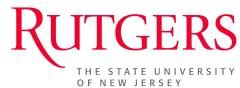 RUTGERS
THE STATE UNIVERSITY
OF NEW JERSEY